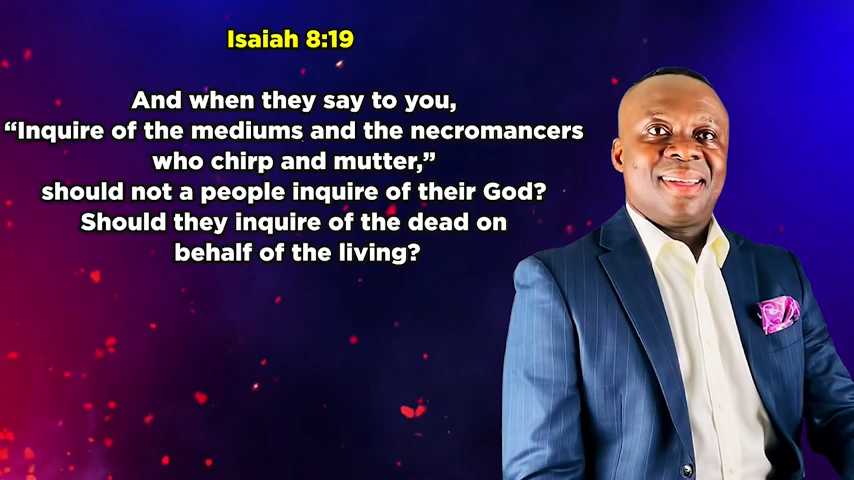 Isaiah 8:19
And when they say to you,
“Inquire of the mediums and the necromancers
who chirp and mutter,”
should not a people inquire of their God?
Should they inquire of the dead on
behalf of the living?